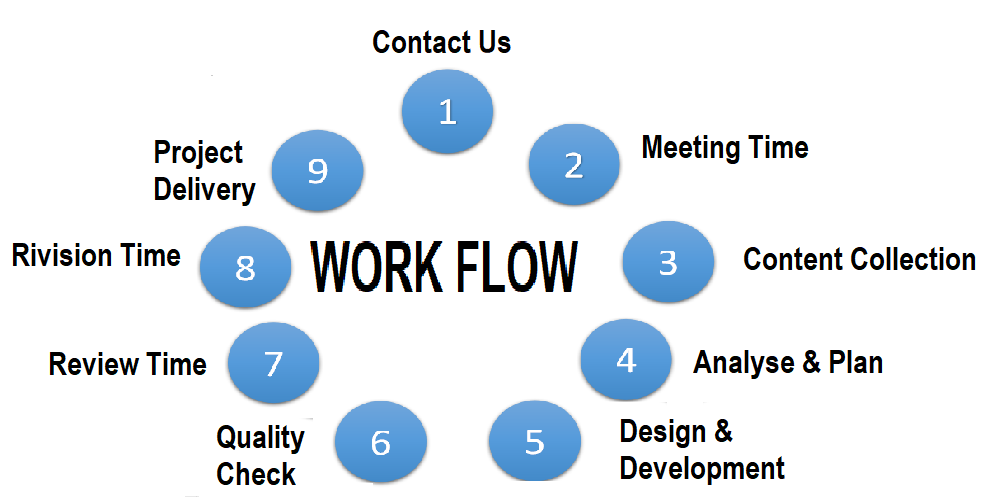 Contact Us
1
2
Meeting Time
3
Content Collection
4
Analyse & Plan
5
Design &
Development
6
Quality
Check
7
Review Time
8
Rivision Time
9
Project
Delivery
WORK FLOW